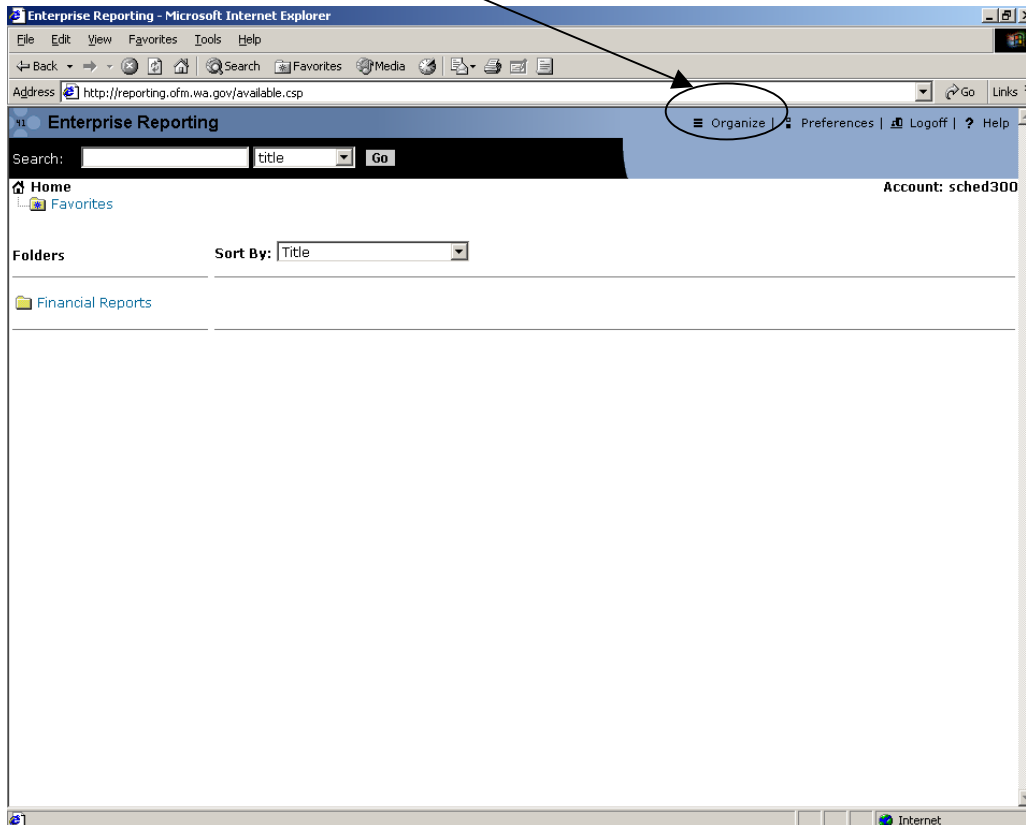 Enterprise Reporting - Microsoft Internet Explorer
File Edit View Favorites Tools Help
Back Search Favorites Media
Address http://reporting.ofm.wa.gov/available.csp Go Links
Enterprise Reporting Organize | Preferences | Logoff | ? Help
Search: title Go
Home Account: sched300
Favorites
Folders Sort By: Title
Financial Reports
Internet